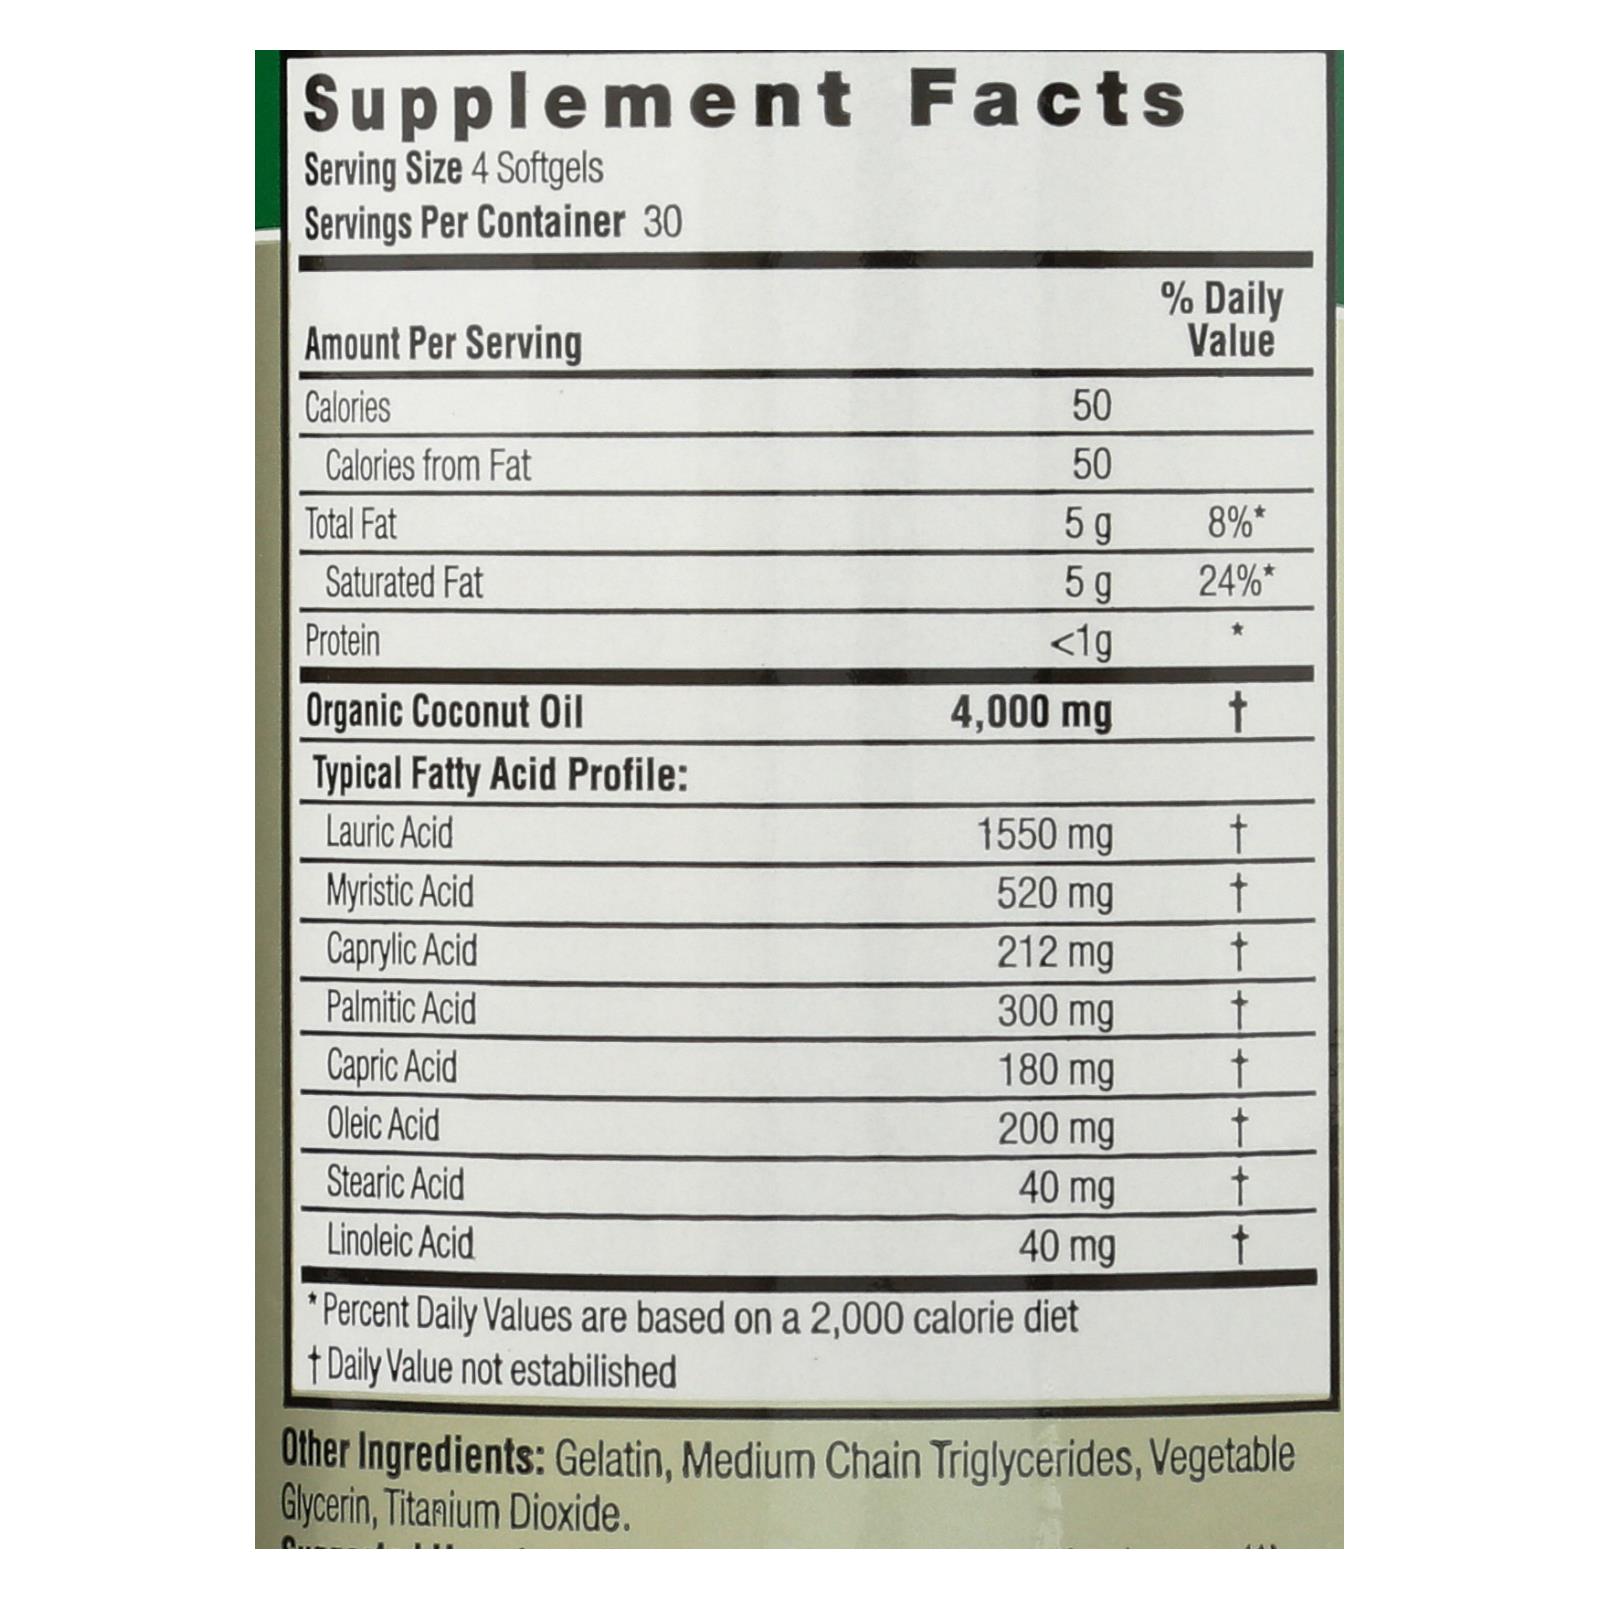 Supplement Facts
Serving Size 4 Softgels
Servings Per Container 30
% Daily
Value
Amount Per Serving
Calories 50
Calories from Fat 50
Total Fat 5 g 8%*
Saturated Fat 5 g 24%*
Protein <1g *
Organic Coconut Oil 4,000 mg †
Typical Fatty Acid Profile:
Lauric Acid 1550 mg †
Myristic Acid 520 mg †
Caprylic Acid 212 mg †
Palmitic Acid 300 mg †
Capric Acid 180 mg †
Oleic Acid 200 mg †
Stearic Acid 40 mg †
Linoleic Acid 40 mg †
* Percent Daily Values are based on a 2,000 calorie diet
† Daily Value not estabilished
Other Ingredients: Gelatin, Medium Chain Triglycerides, Vegetable
Glycerin, Titanium Dioxide.